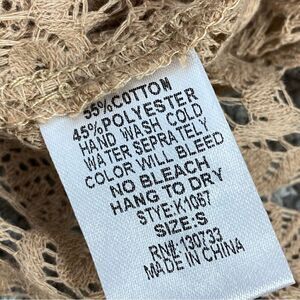 55%COTTON
45%POLYESTER
HAND WASH COLD
WATER SEPRATELY
COLOR WILL BLEED
NO BLEACH
HANG TO DRY
STYE:K1067
SIZE:S
RN#:130733
MADE IN CHINA